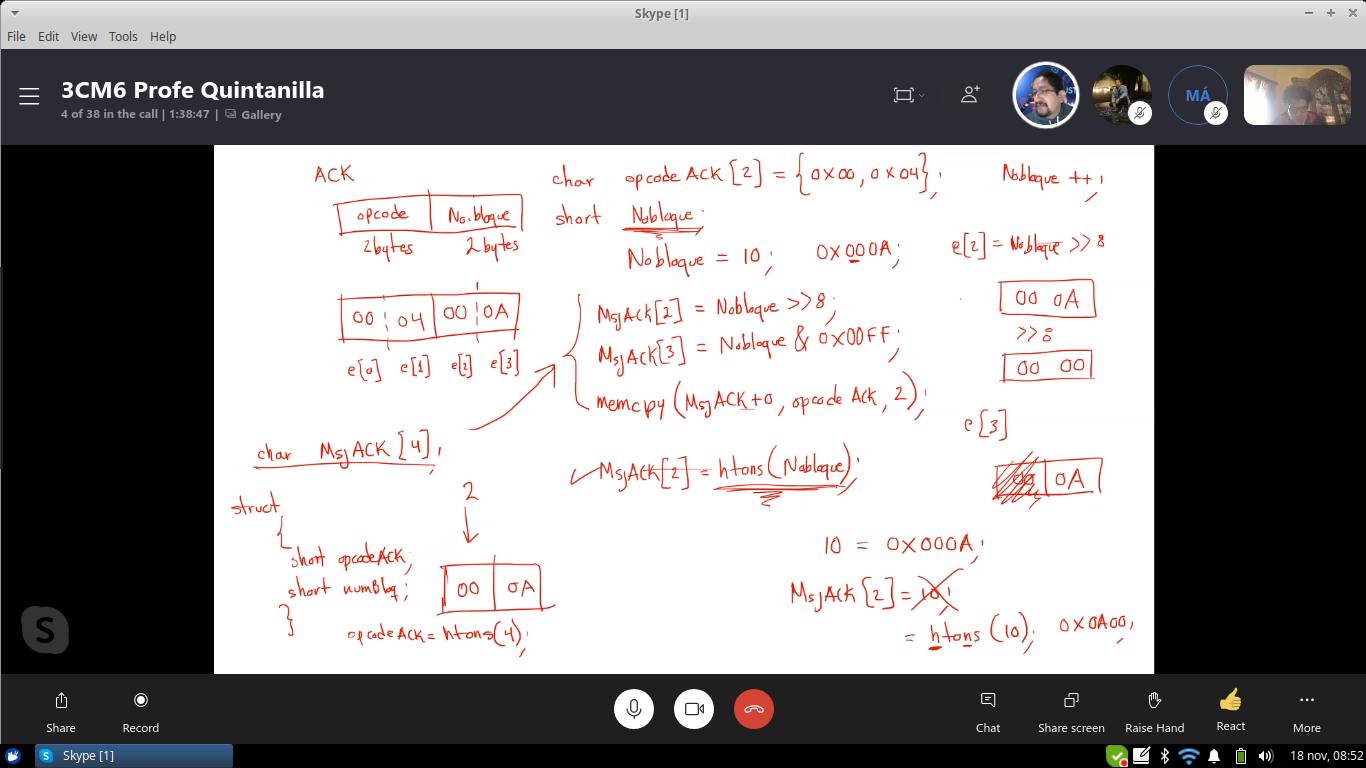 Skype [1]
File Edit View Tools Help
3CM6 Profe Quintanilla
4 of 38 in the call | 1:38:47 | Gallery
MÁ
ACK
opcode No.bloque
2bytes 2bytes
00 04 00 0A
e[0] e[1] e[2] e[3]
char MsjACK[4];
struct
{
short opcodeACK;
short numBlq;
}
2
00 0A
opcodeACK = htons(4);
char opcodeACK[2] = {0x00, 0x04};
short Nobloque;
Nobloque = 10; 0x000A;
MsjACK[2] = Nobloque >>8;
MsjACK[3] = Nobloque & 0x00FF;
memcpy(MsjACK+0, opcodeACK, 2);
MsjACK[2] = htons(Nobloque);
Nobloque ++;
e[2] = Nobloque >>8
00 0A
>>8
00 00
e[3]
00 0A
10 = 0x000A;
MsjACK[2] = 10;
= htons(10); 0x0A00;
S
Share Record Chat Share screen Raise Hand React More
Skype [1]
18 nov, 08:52